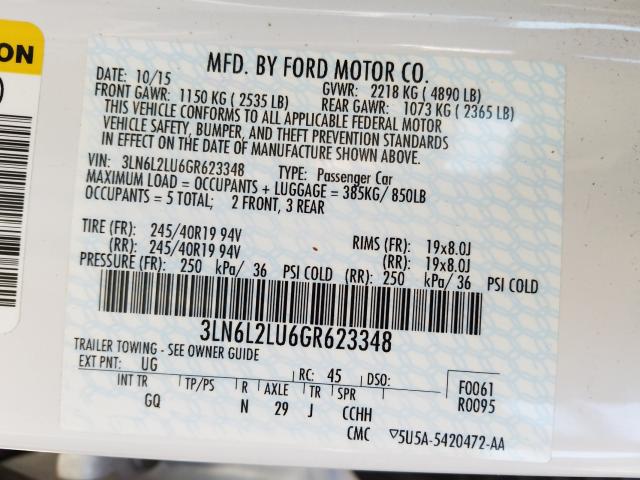 ON
MFD. BY FORD MOTOR CO.
DATE: 10/15 GVWR: 2218 KG ( 4890 LB)
FRONT GAWR: 1150 KG ( 2535 LB) REAR GAWR: 1073 KG ( 2365 LB)
THIS VEHICLE CONFORMS TO ALL APPLICABLE FEDERAL MOTOR
VEHICLE SAFETY, BUMPER, AND THEFT PREVENTION STANDARDS
IN EFFECT ON THE DATE OF MANUFACTURE SHOWN ABOVE.
VIN: 3LN6L2LU6GR623348 TYPE: Passenger Car
MAXIMUM LOAD = OCCUPANTS + LUGGAGE = 385KG/ 850LB
OCCUPANTS = 5 TOTAL; 2 FRONT, 3 REAR
TIRE (FR): 245/40R19 94V RIMS (FR): 19x8.0J
(RR): 245/40R19 94V (RR): 19x8.0J
PRESSURE (FR): 250 kPa/ 36 PSI COLD (RR): 250 kPa/ 36 PSI COLD
3LN6L2LU6GR623348
TRAILER TOWING - SEE OWNER GUIDE
EXT PNT: UG RC: 45 DSO: F0061
INT TR TP/PS R AXLE TR SPR R0095
GQ N 29 J CCHH
CMC ▽5U5A-5420472-AA